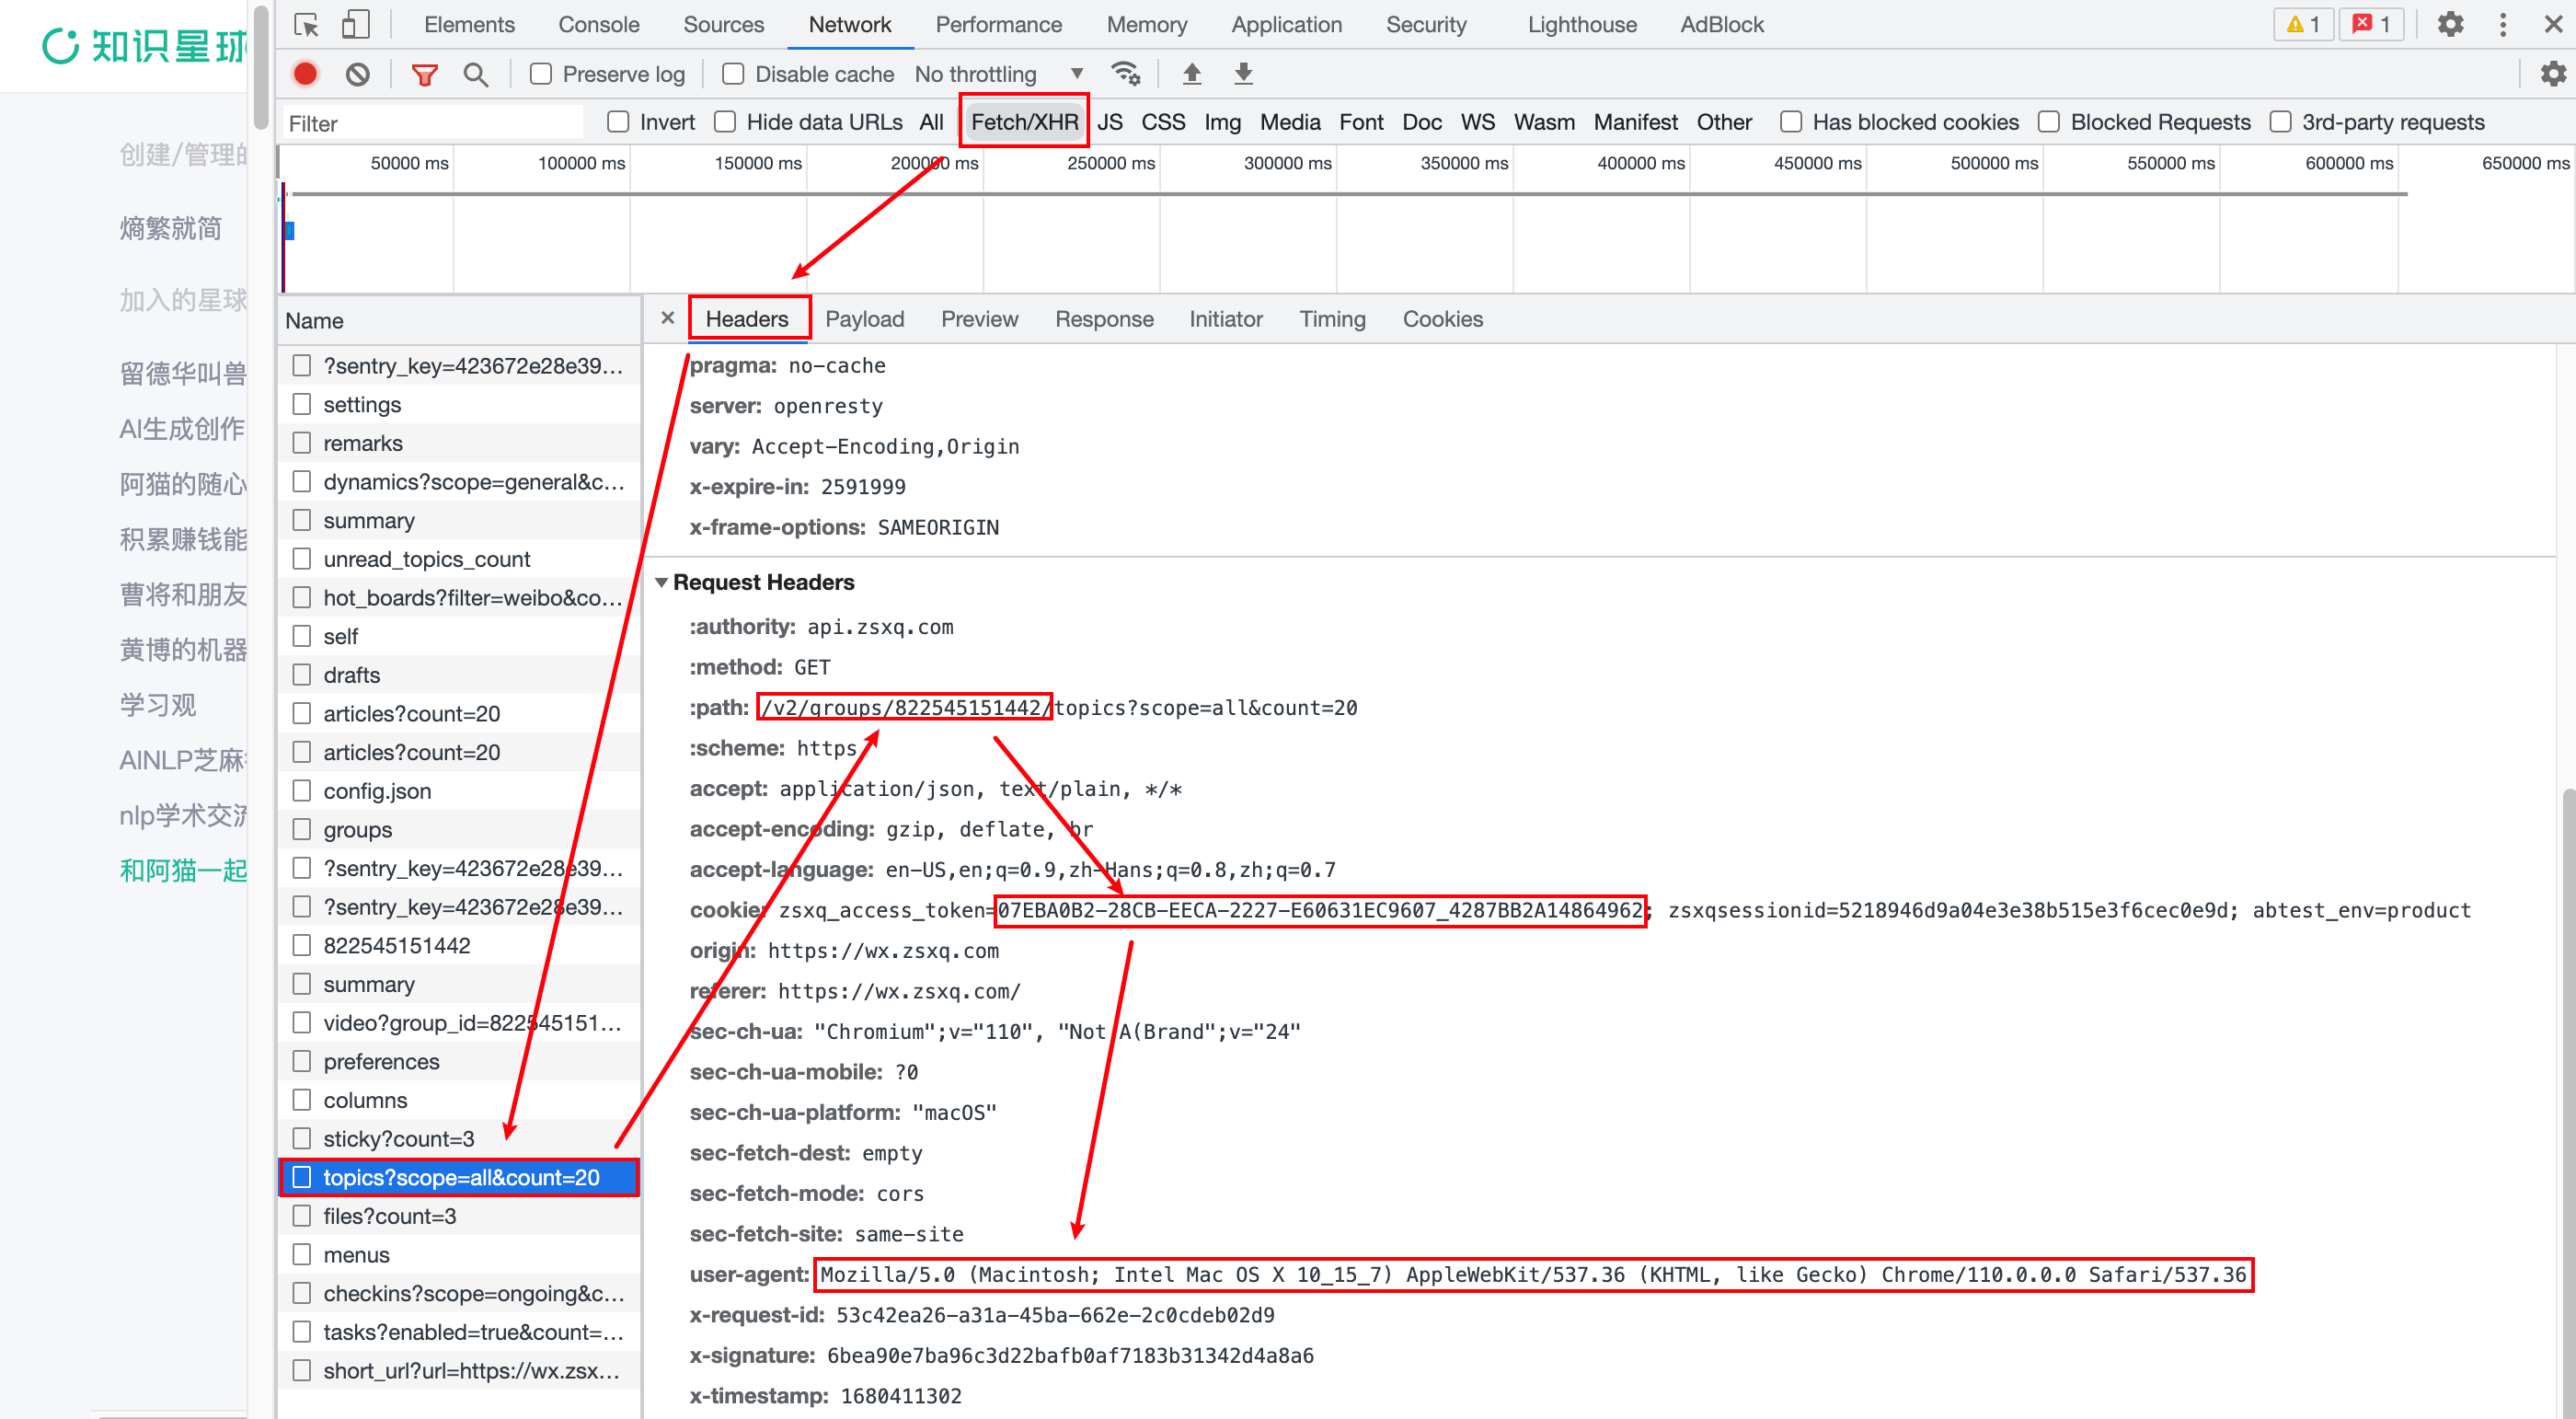 知识星球
创建/管理的
熵繁就简
加入的星球
留德华叫兽
AI生成创作
阿猫的随心
积累赚钱能
曹将和朋友
黄博的机器
学习观
AINLP芝麻
nlp学术交流
和阿猫一起
Elements Console Sources Network Performance Memory Application Security Lighthouse AdBlock 1 1
Preserve log Disable cache No throttling
Filter Invert Hide data URLs All Fetch/XHR JS CSS Img Media Font Doc WS Wasm Manifest Other Has blocked cookies Blocked Requests 3rd-party requests
50000 ms 100000 ms 150000 ms 200000 ms 250000 ms 300000 ms 350000 ms 400000 ms 450000 ms 500000 ms 550000 ms 600000 ms 650000 ms
Name
?sentry_key=423672e28e39…
settings
remarks
dynamics?scope=general&c…
summary
unread_topics_count
hot_boards?filter=weibo&co…
self
drafts
articles?count=20
articles?count=20
config.json
groups
?sentry_key=423672e28e39…
?sentry_key=423672e28e39…
822545151442
summary
video?group_id=822545151…
preferences
columns
sticky?count=3
topics?scope=all&count=20
files?count=3
menus
checkins?scope=ongoing&c…
tasks?enabled=true&count=…
short_url?url=https://wx.zsx…
Headers Payload Preview Response Initiator Timing Cookies
pragma: no-cache
server: openresty
vary: Accept-Encoding,Origin
x-expire-in: 2591999
x-frame-options: SAMEORIGIN
Request Headers
:authority: api.zsxq.com
:method: GET
:path: /v2/groups/822545151442/topics?scope=all&count=20
:scheme: https
accept: application/json, text/plain, */*
accept-encoding: gzip, deflate, br
accept-language: en-US,en;q=0.9,zh-Hans;q=0.8,zh;q=0.7
cookie: zsxq_access_token=07EBA0B2-28CB-EECA-2227-E60631EC9607_4287BB2A14864962; zsxqsessionid=5218946d9a04e3e38b515e3f6cec0e9d; abtest_env=product
origin: https://wx.zsxq.com
referer: https://wx.zsxq.com/
sec-ch-ua: "Chromium";v="110", "Not A(Brand";v="24"
sec-ch-ua-mobile: ?0
sec-ch-ua-platform: "macOS"
sec-fetch-dest: empty
sec-fetch-mode: cors
sec-fetch-site: same-site
user-agent: Mozilla/5.0 (Macintosh; Intel Mac OS X 10_15_7) AppleWebKit/537.36 (KHTML, like Gecko) Chrome/110.0.0.0 Safari/537.36
x-request-id: 53c42ea26-a31a-45ba-662e-2c0cdeb02d9
x-signature: 6bea90e7ba96c3d22bafb0af7183b31342d4a8a6
x-timestamp: 1680411302